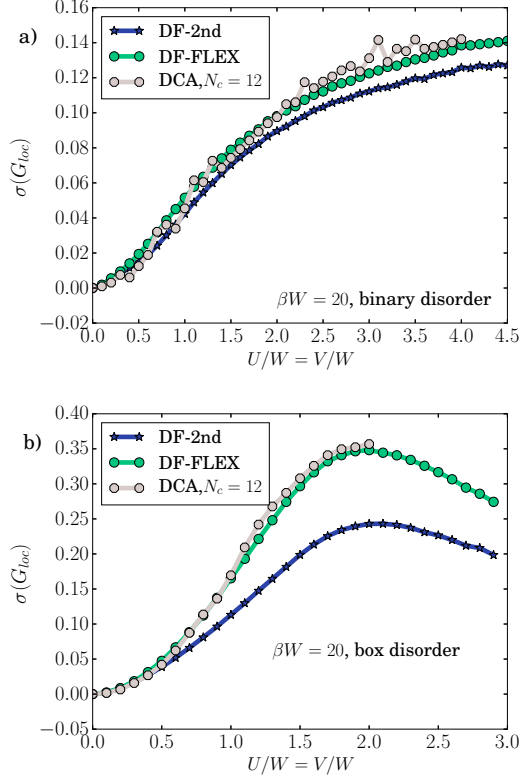 a)
0.16
0.14
0.12
0.10
0.08
0.06
0.04
0.02
0.00
−0.02
σ(G_{loc})
DF-2nd
DF-FLEX
DCA, N_c = 12
βW = 20, binary disorder
0.0 0.5 1.0 1.5 2.0 2.5 3.0 3.5 4.0 4.5
U/W = V/W
b)
0.40
0.35
0.30
0.25
0.20
0.15
0.10
0.05
0.00
−0.05
σ(G_{loc})
DF-2nd
DF-FLEX
DCA, N_c = 12
βW = 20, box disorder
0.0 0.5 1.0 1.5 2.0 2.5 3.0
U/W = V/W